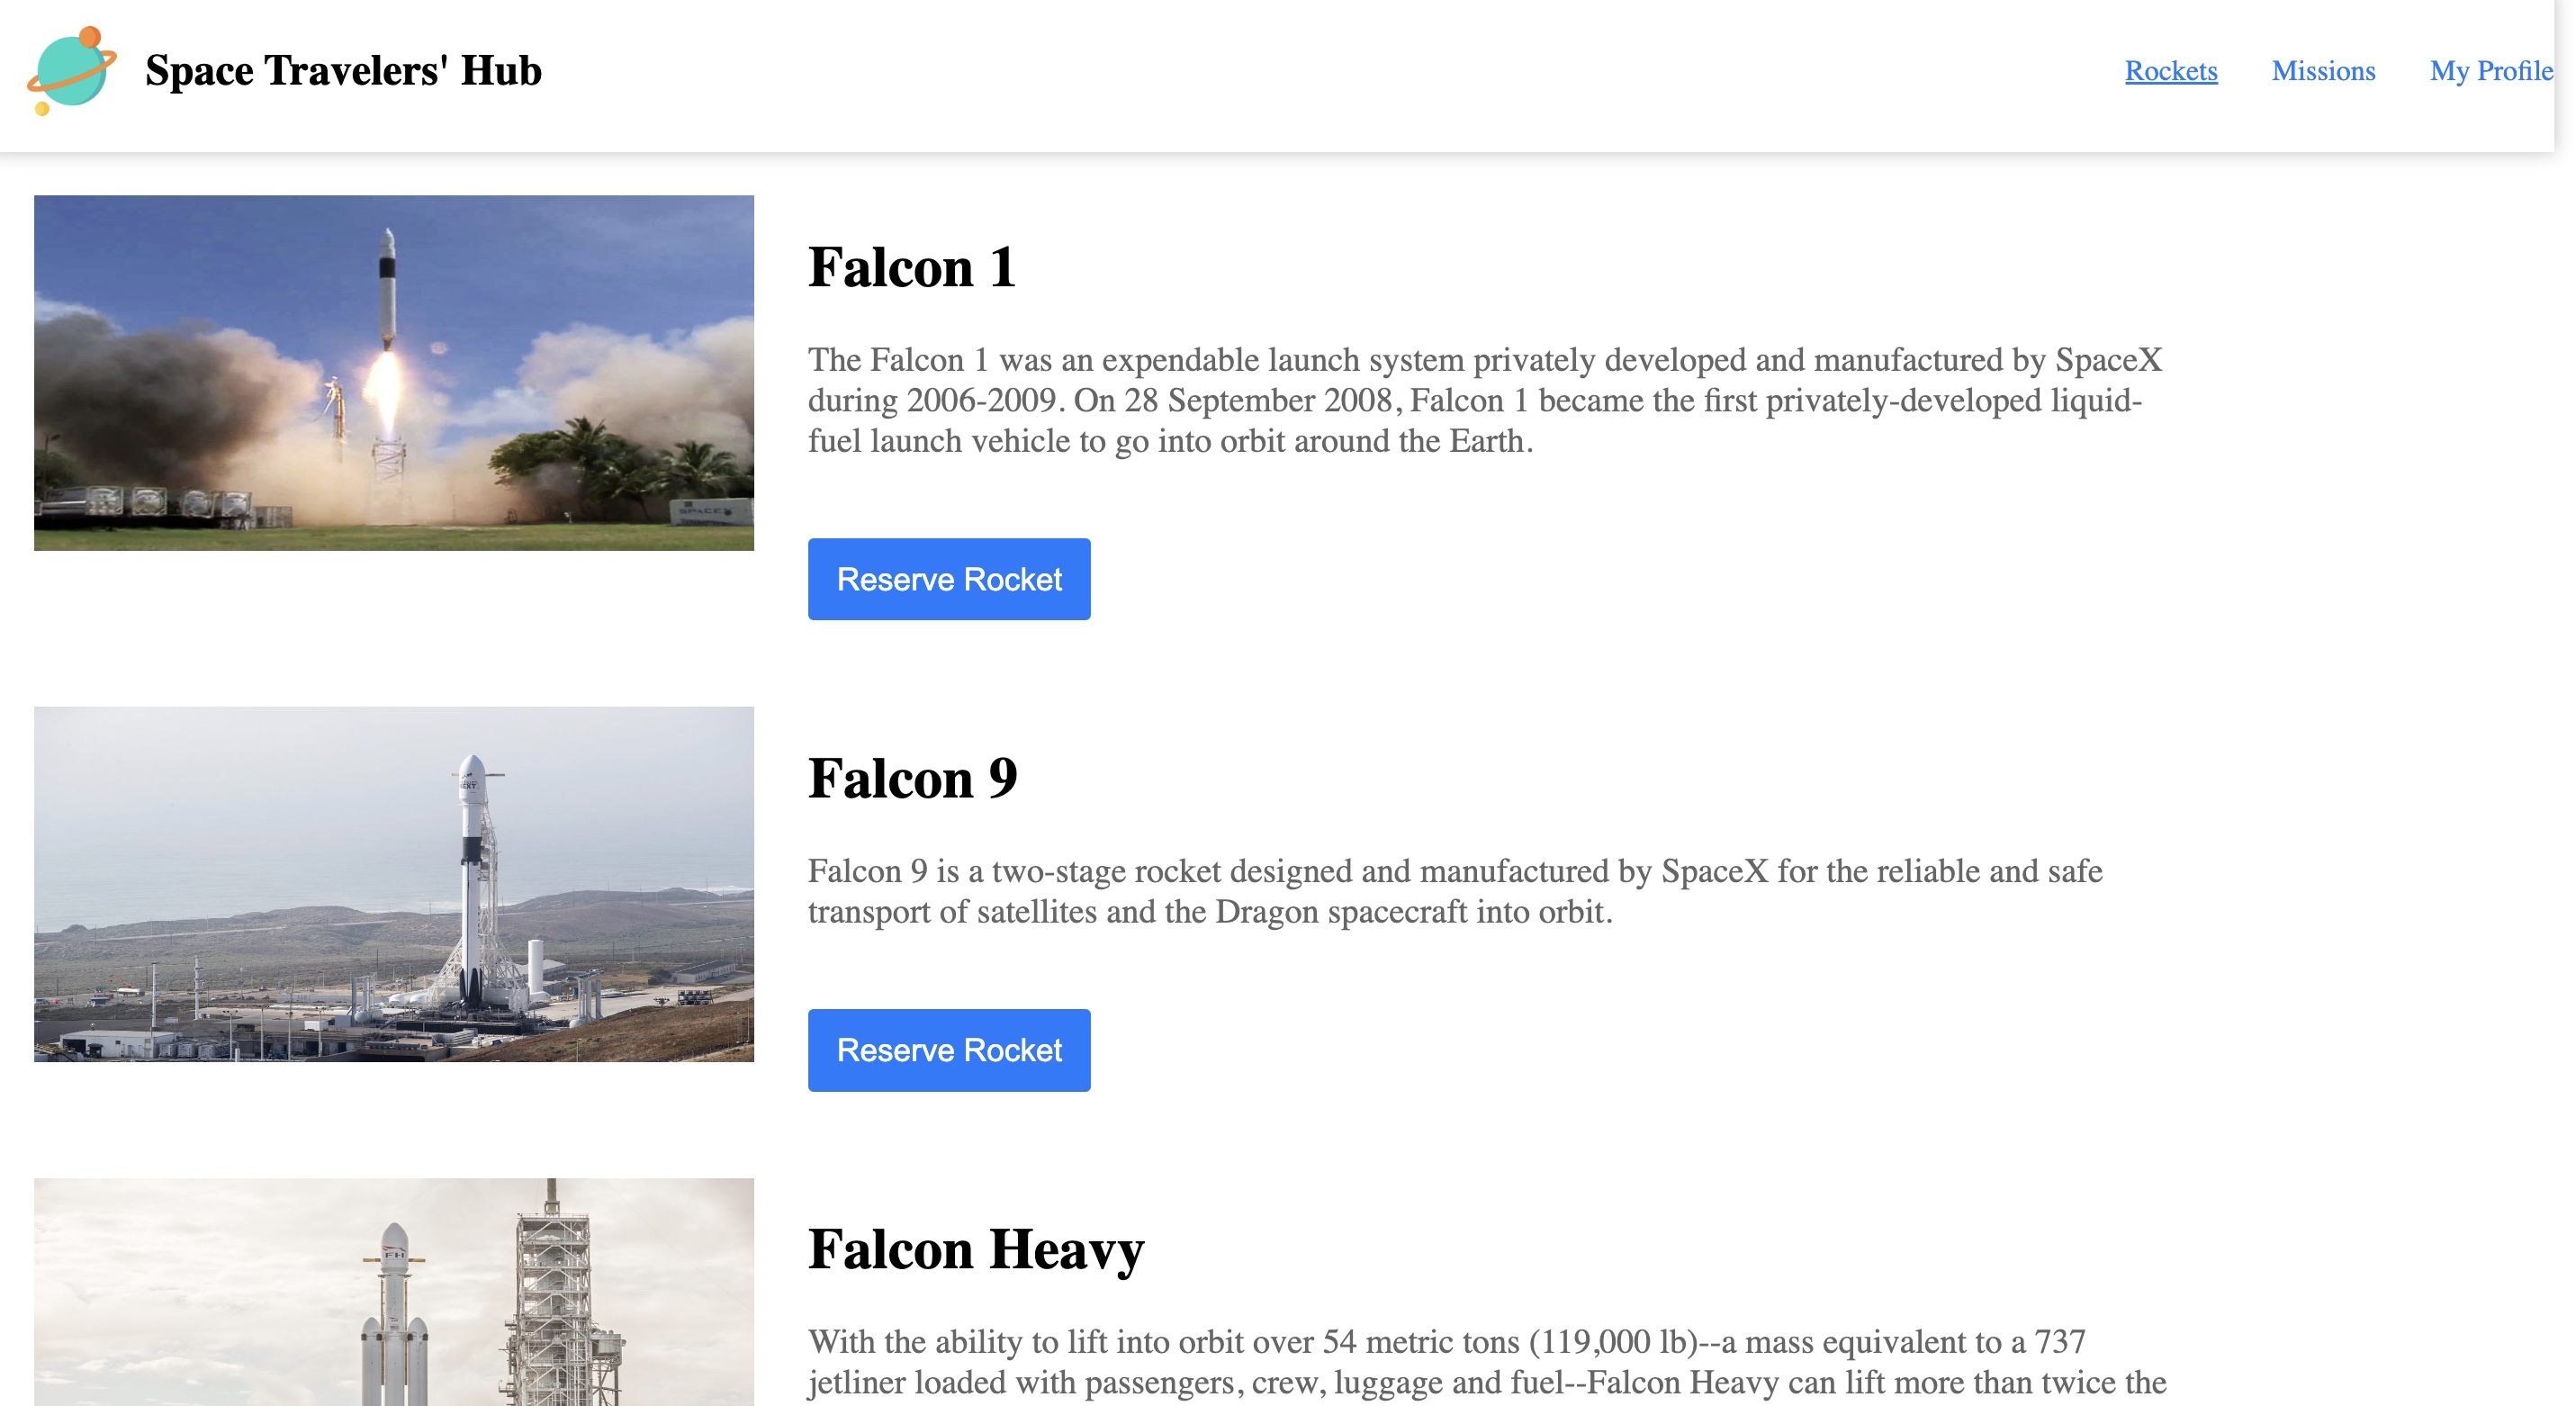 Space Travelers' Hub
Rockets
Missions
My Profile
Falcon 1
The Falcon 1 was an expendable launch system privately developed and manufactured by SpaceX
during 2006-2009. On 28 September 2008, Falcon 1 became the first privately-developed liquid-
fuel launch vehicle to go into orbit around the Earth.
SPACEX
Reserve Rocket
Falcon 9
NEXT
Falcon 9 is a two-stage rocket designed and manufactured by SpaceX for the reliable and safe
transport of satellites and the Dragon spacecraft into orbit.
Reserve Rocket
Falcon Heavy
FH
With the ability to lift into orbit over 54 metric tons (119,000 lb)--a mass equivalent to a 737
jetliner loaded with passengers, crew, luggage and fuel--Falcon Heavy can lift more than twice the